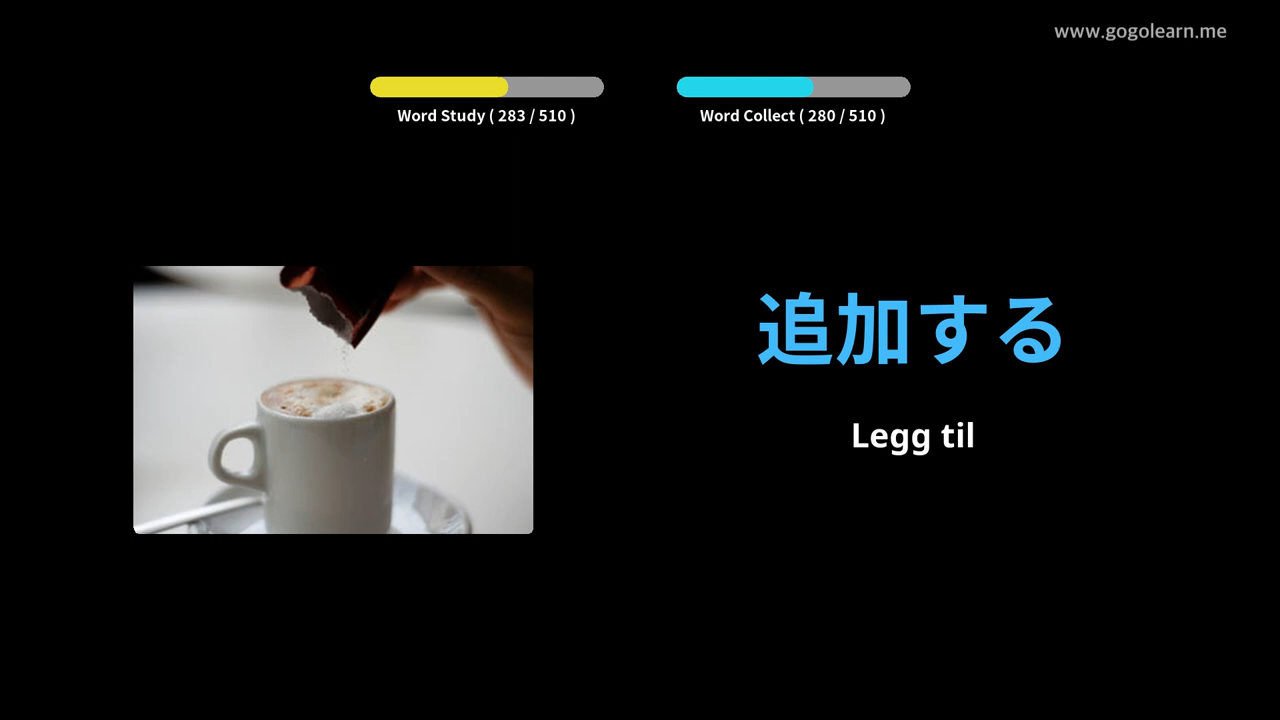 www.gogolearn.me
Word Study ( 283 / 510 )
Word Collect ( 280 / 510 )
追加する
Legg til